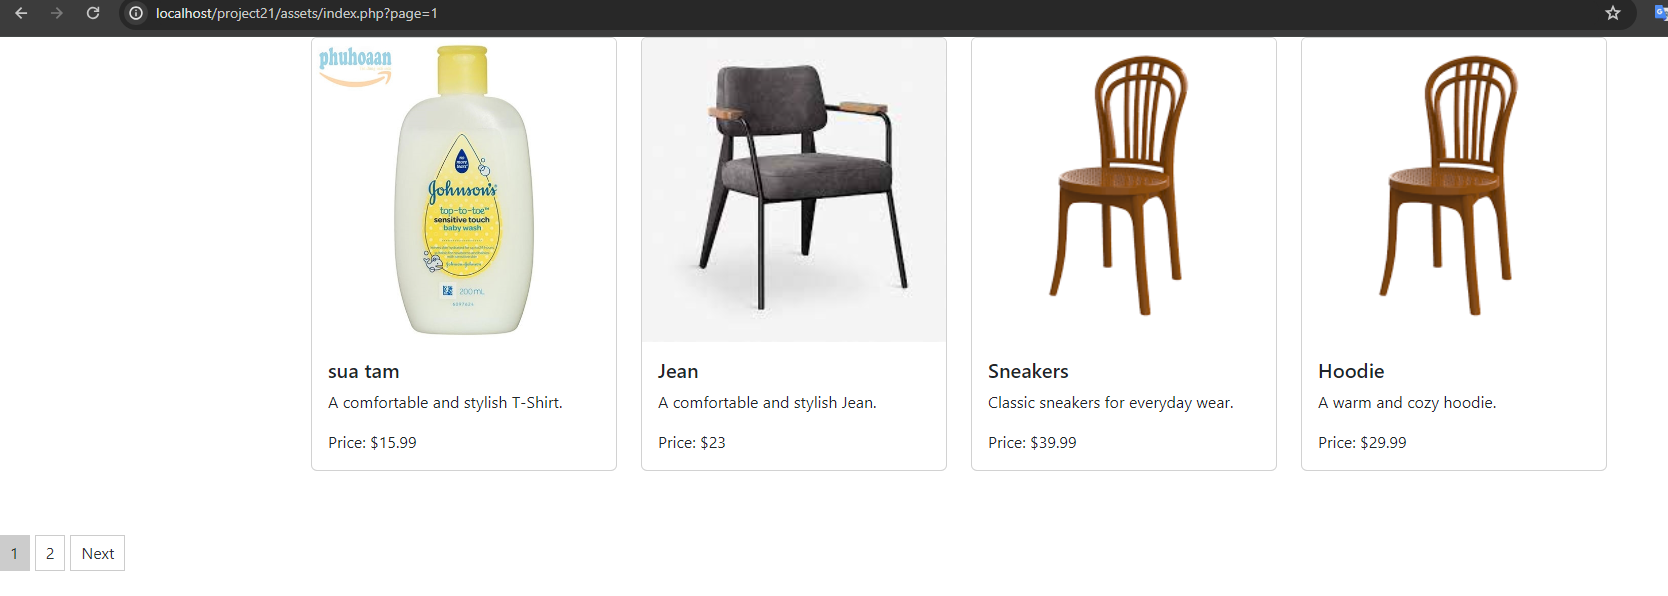 localhost/project21/assets/index.php?page=1
phuhoaan
Johnson's
top-to-toe™
sensitive touch
baby wash
200mL
sua tam
A comfortable and stylish T-Shirt.
Price: $15.99
Jean
A comfortable and stylish Jean.
Price: $23
Sneakers
Classic sneakers for everyday wear.
Price: $39.99
Hoodie
A warm and cozy hoodie.
Price: $29.99
1
2
Next